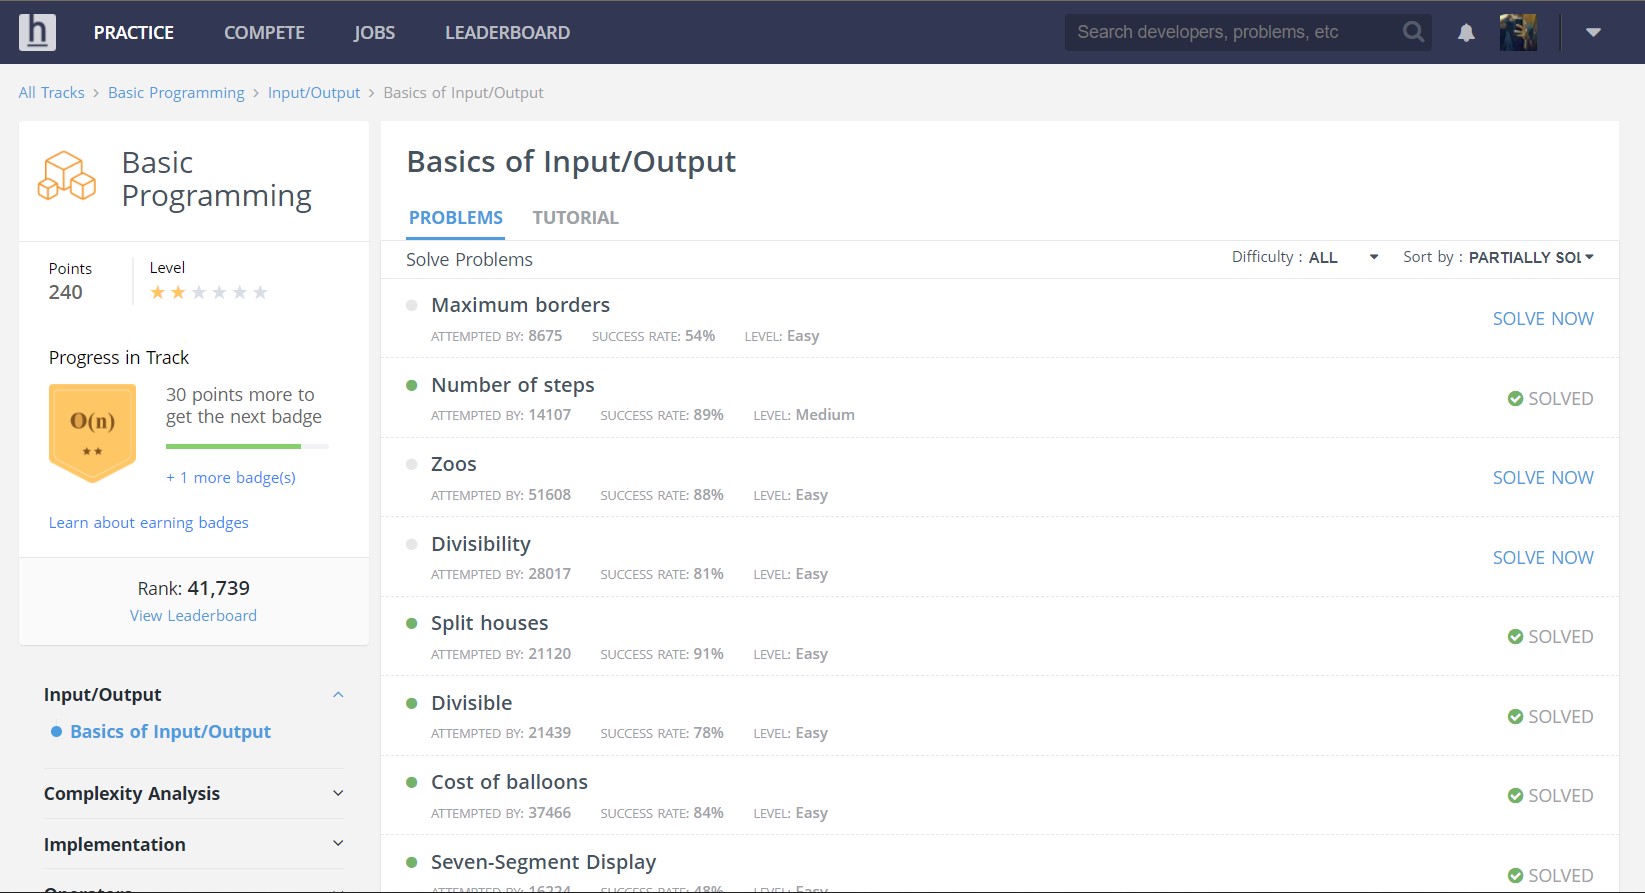 h PRACTICE COMPETE JOBS LEADERBOARD Search developers, problems, etc
All Tracks > Basic Programming > Input/Output > Basics of Input/Output
Basic
Programming
Points
240
Level
Progress in Track
O(n)
30 points more to
get the next badge
+ 1 more badge(s)
Learn about earning badges
Rank: 41,739
View Leaderboard
Input/Output
Basics of Input/Output
Complexity Analysis
Implementation
Operators
Basics of Input/Output
PROBLEMS TUTORIAL
Solve Problems Difficulty : ALL Sort by : PARTIALLY SOL
Maximum borders
ATTEMPTED BY: 8675 SUCCESS RATE: 54% LEVEL: Easy
SOLVE NOW
Number of steps
ATTEMPTED BY: 14107 SUCCESS RATE: 89% LEVEL: Medium
SOLVED
Zoos
ATTEMPTED BY: 51608 SUCCESS RATE: 88% LEVEL: Easy
SOLVE NOW
Divisibility
ATTEMPTED BY: 28017 SUCCESS RATE: 81% LEVEL: Easy
SOLVE NOW
Split houses
ATTEMPTED BY: 21120 SUCCESS RATE: 91% LEVEL: Easy
SOLVED
Divisible
ATTEMPTED BY: 21439 SUCCESS RATE: 78% LEVEL: Easy
SOLVED
Cost of balloons
ATTEMPTED BY: 37466 SUCCESS RATE: 84% LEVEL: Easy
SOLVED
Seven-Segment Display
ATTEMPTED BY: 16224 SUCCESS RATE: 48% LEVEL: Easy
SOLVED